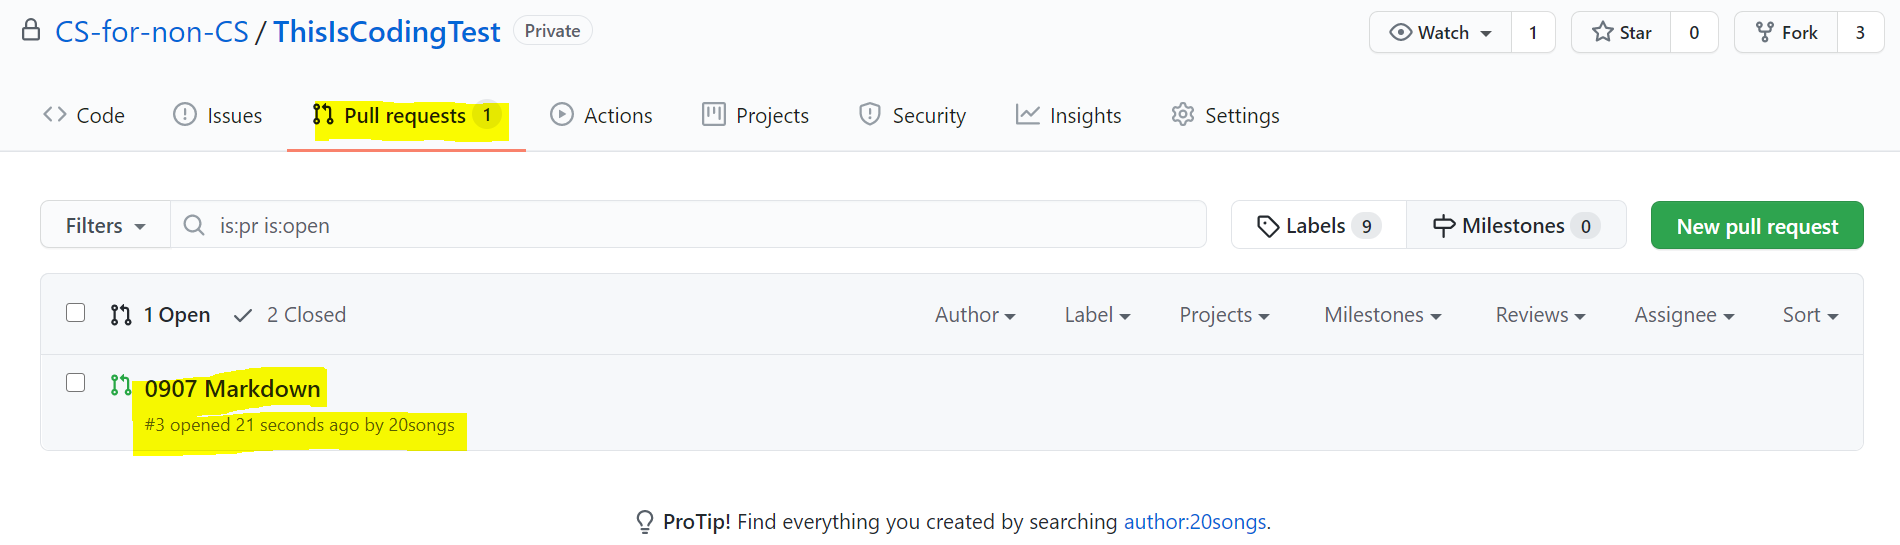 CS-for-non-CS / ThisIsCodingTest Private Watch 1 Star 0 Fork 3
Code Issues Pull requests 1 Actions Projects Security Insights Settings
Filters is:pr is:open Labels 9 Milestones 0 New pull request
1 Open 2 Closed Author Label Projects Milestones Reviews Assignee Sort
0907 Markdown
#3 opened 21 seconds ago by 20songs
ProTip! Find everything you created by searching author:20songs.